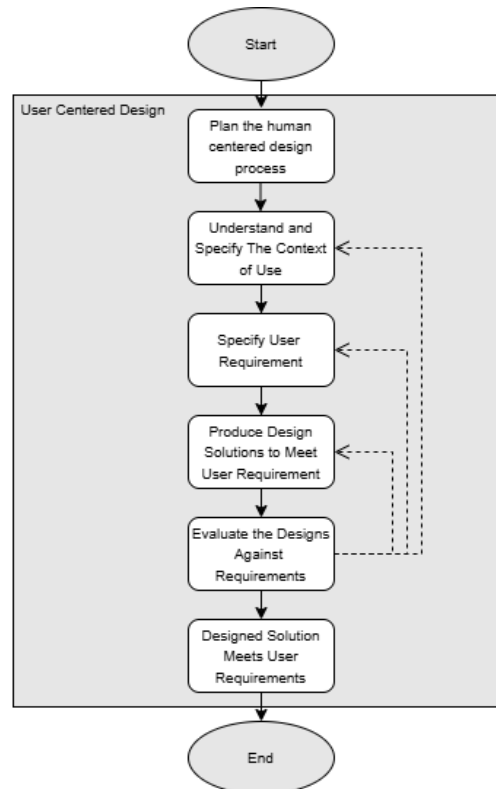 Start
User Centered Design
Plan the human
centered design
process
Understand and
Specify The Context
of Use
Specify User
Requirement
Produce Design
Solutions to Meet
User Requirement
Evaluate the Designs
Against
Requirements
Designed Solution
Meets User
Requirements
End